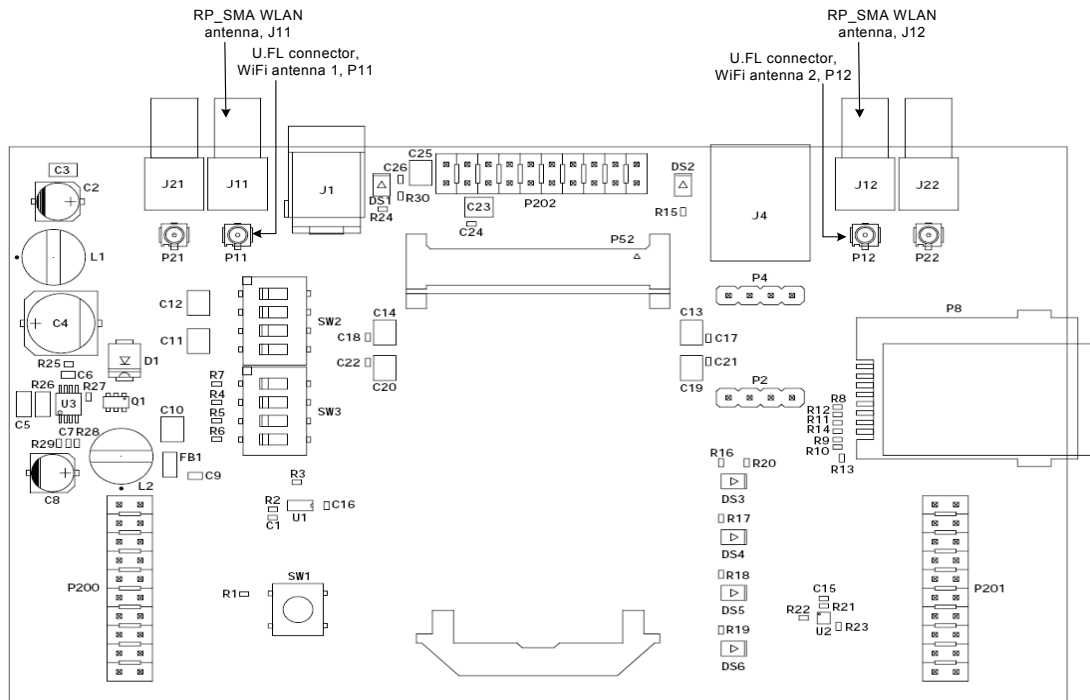 RP_SMA WLAN
antenna, J11
U.FL connector,
WiFi antenna 1, P11
RP_SMA WLAN
antenna, J12
U.FL connector,
WiFi antenna 2, P12
C3
C2
J21
J11
J1
C26
C25
DS1
R24
R30
C23
C24
P202
DS2
R15
J4
J12
J22
P21
P11
P12
P22
L1
P52
P4
C12
C4
C11
SW2
C14
C18
C22
C20
C13
C17
C21
C19
P8
D1
R25
C6
R26
R27
U3
Q1
C5
C7
R28
R29
C10
R7
R4
R5
R6
SW3
P2
R8
R12
R11
R14
R9
R10
R13
FB1
C9
L2
C8
R3
R2
U1
C16
C1
R16
R20
DS3
R17
DS4
P200
R1
SW1
R18
DS5
R19
DS6
C15
R21
R22
U2
R23
P201